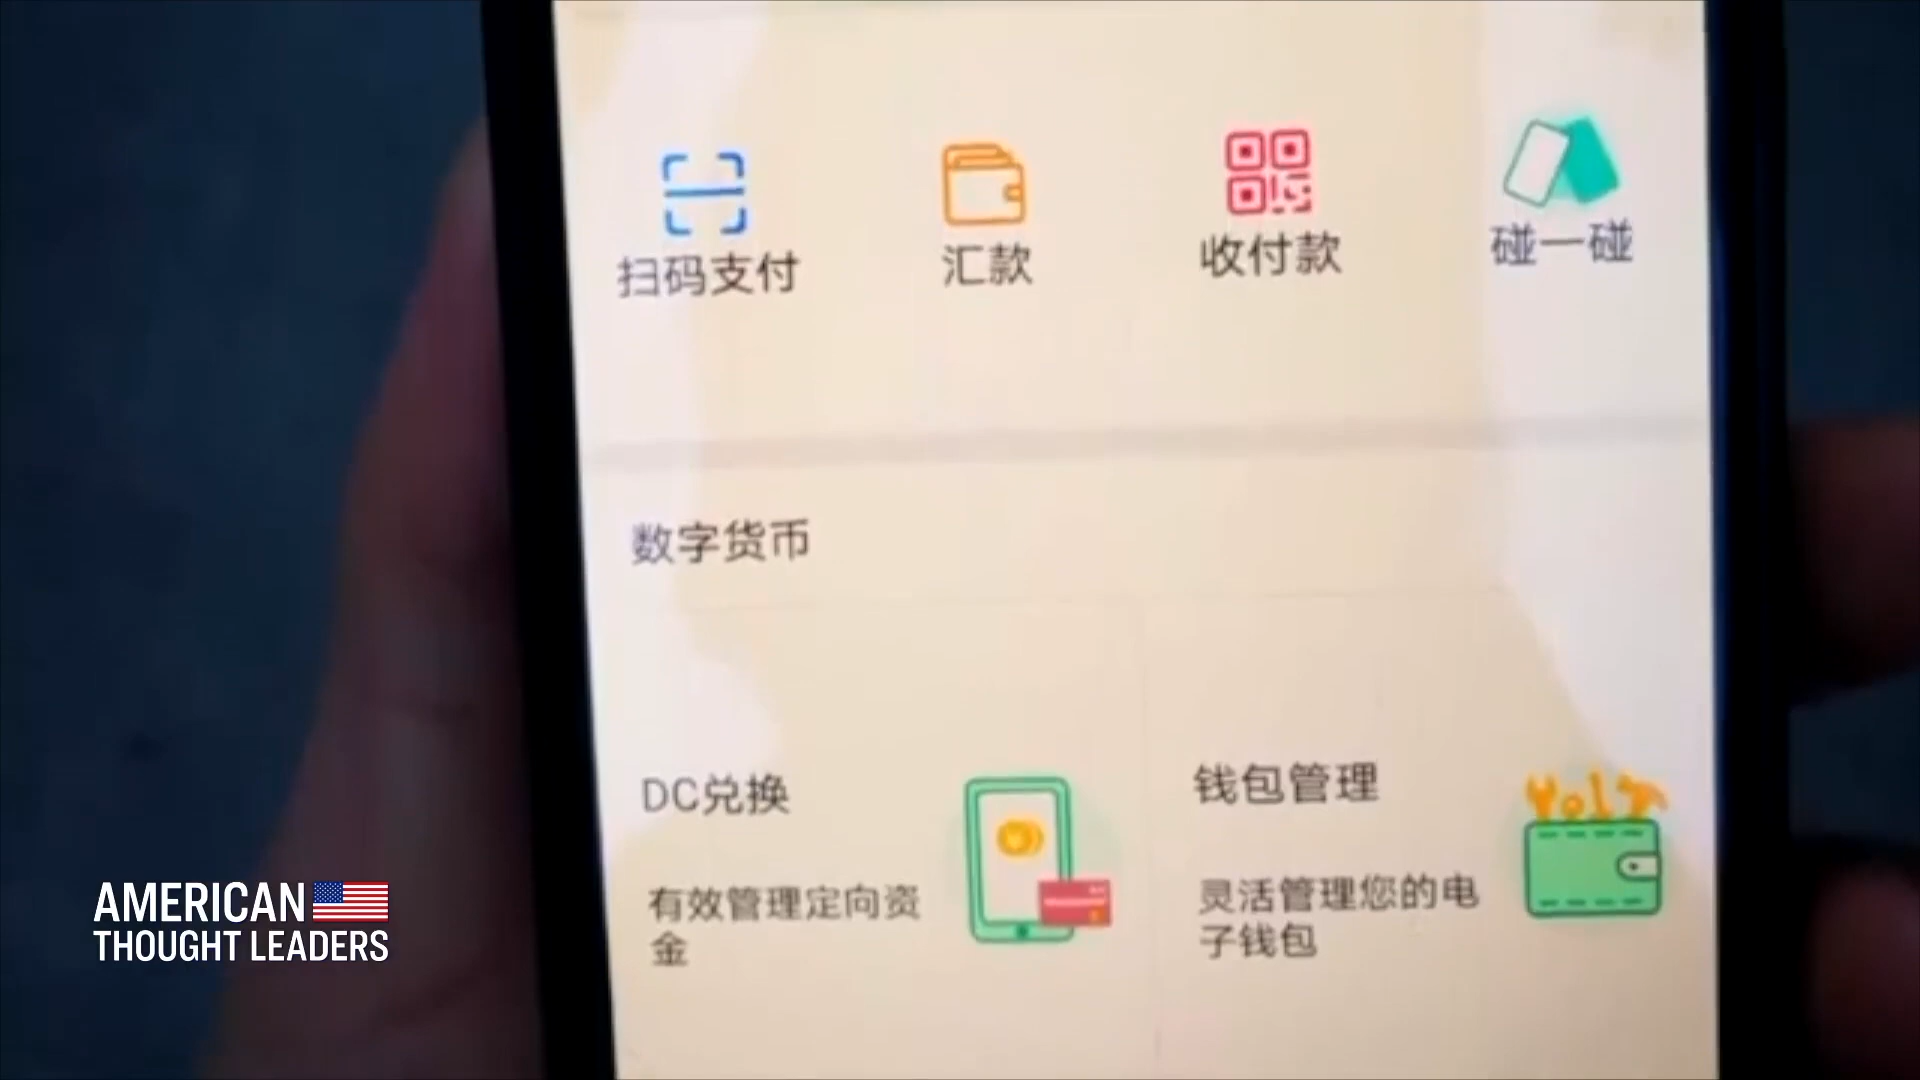 扫码支付
汇款
收付款
碰一碰
数字货币
DC兑换
有效管理定向资
金
钱包管理
灵活管理您的电
子钱包
AMERICAN
THOUGHT LEADERS